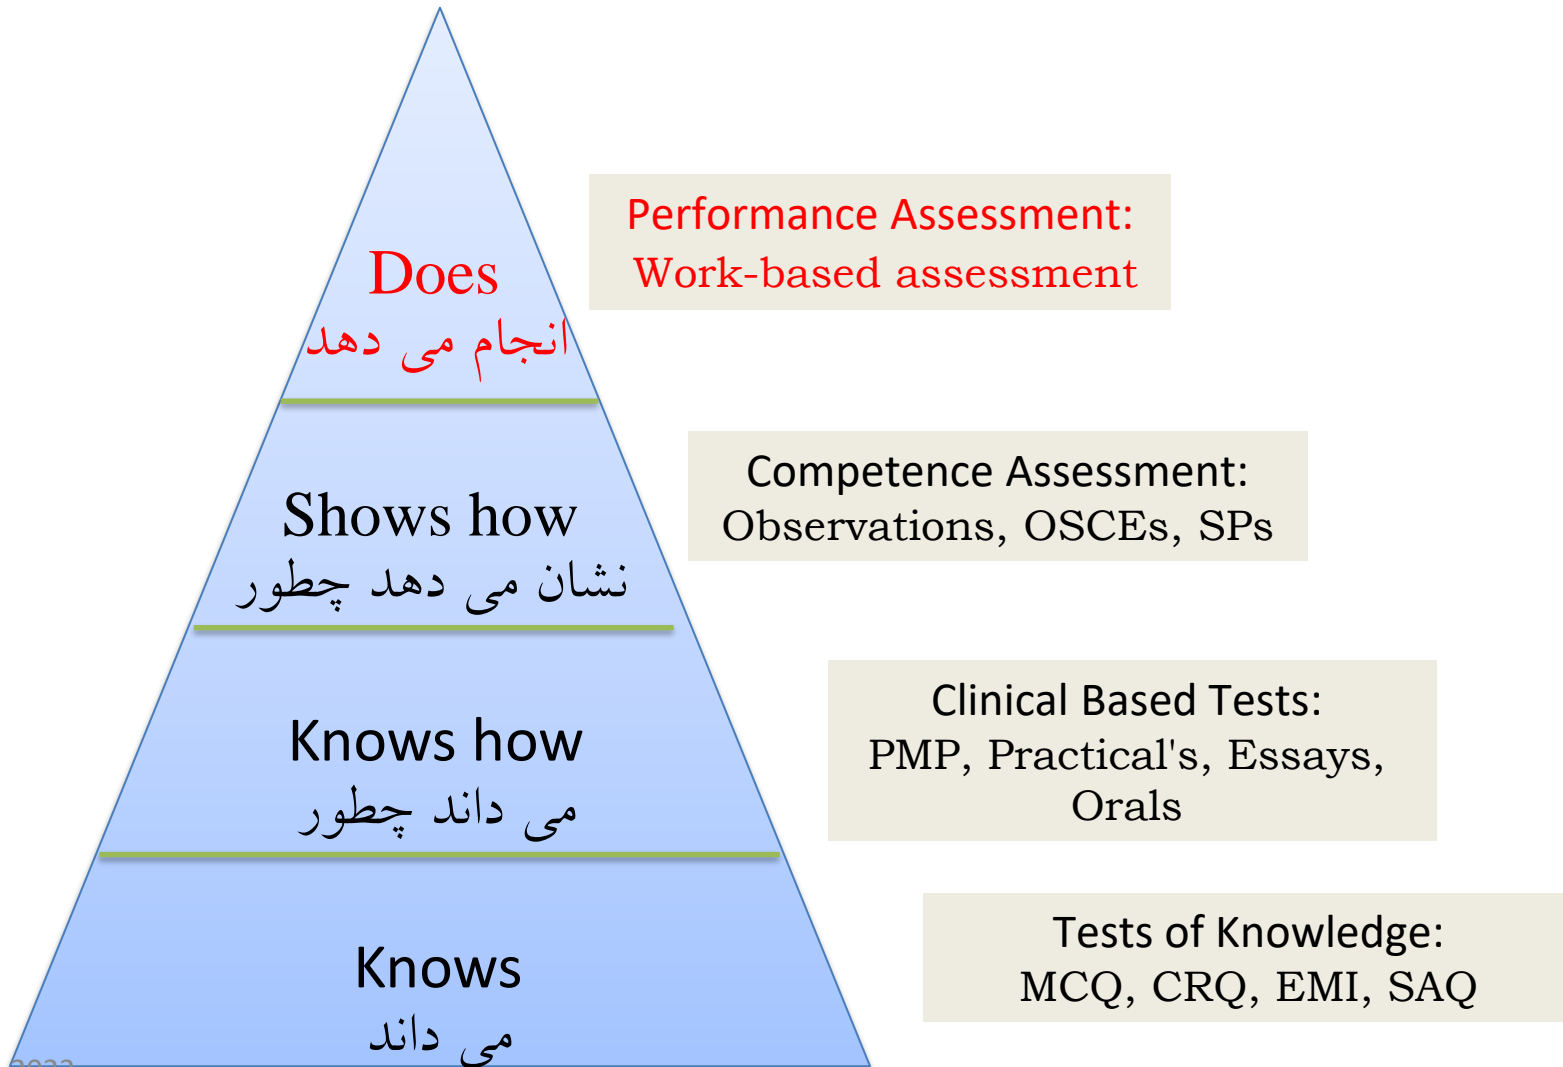 Does
انجام می دهد
Performance Assessment:
Work-based assessment
Shows how
نشان می دهد چطور
Competence Assessment:
Observations, OSCEs, SPs
Knows how
می داند چطور
Clinical Based Tests:
PMP, Practical's, Essays,
Orals
Knows
می داند
Tests of Knowledge:
MCQ, CRQ, EMI, SAQ